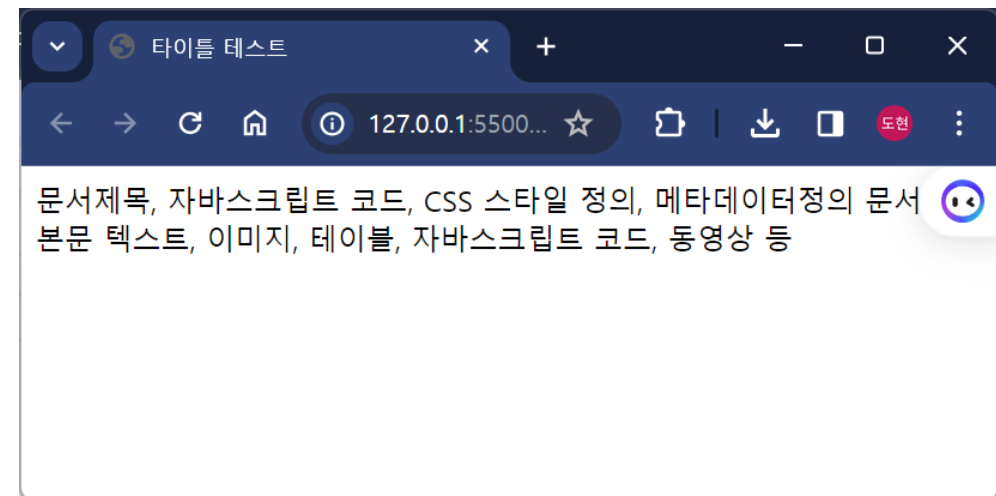 타이틀 테스트
127.0.0.1:5500...
도현
문서제목, 자바스크립트 코드, CSS 스타일 정의, 메타데이터정의 문서
본문 텍스트, 이미지, 테이블, 자바스크립트 코드, 동영상 등